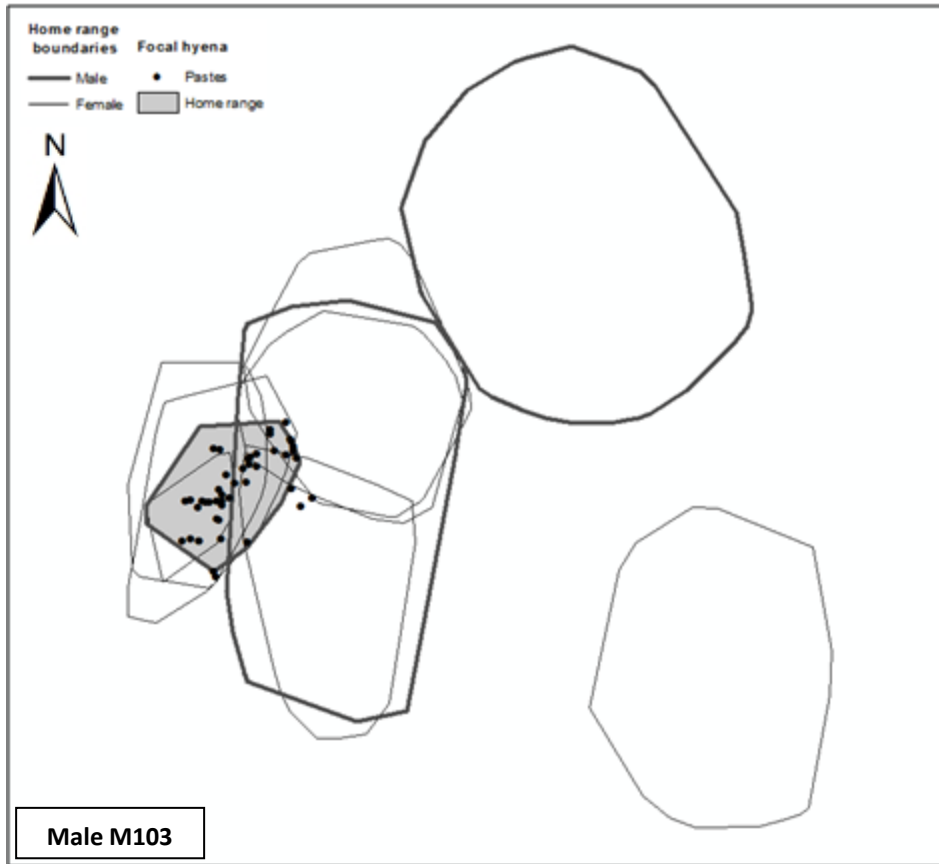 Home range
boundaries
Male
Female
Focal hyena
Pastes
Home range
N
Male M103